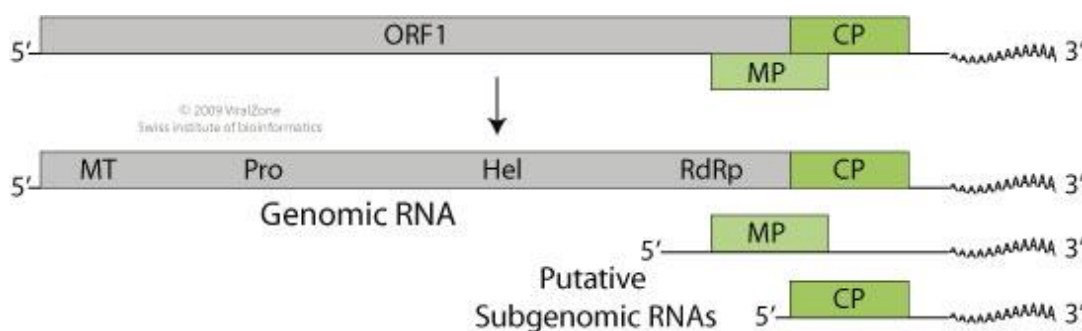 ORF1 CP
5' 3'
MP
© 2009 ViralZone
Swiss institute of bioinformatics
MT Pro Hel RdRp CP
5' 3'
Genomic RNA
MP
5' 3'
Putative
Subgenomic RNAs
CP
5' 3'